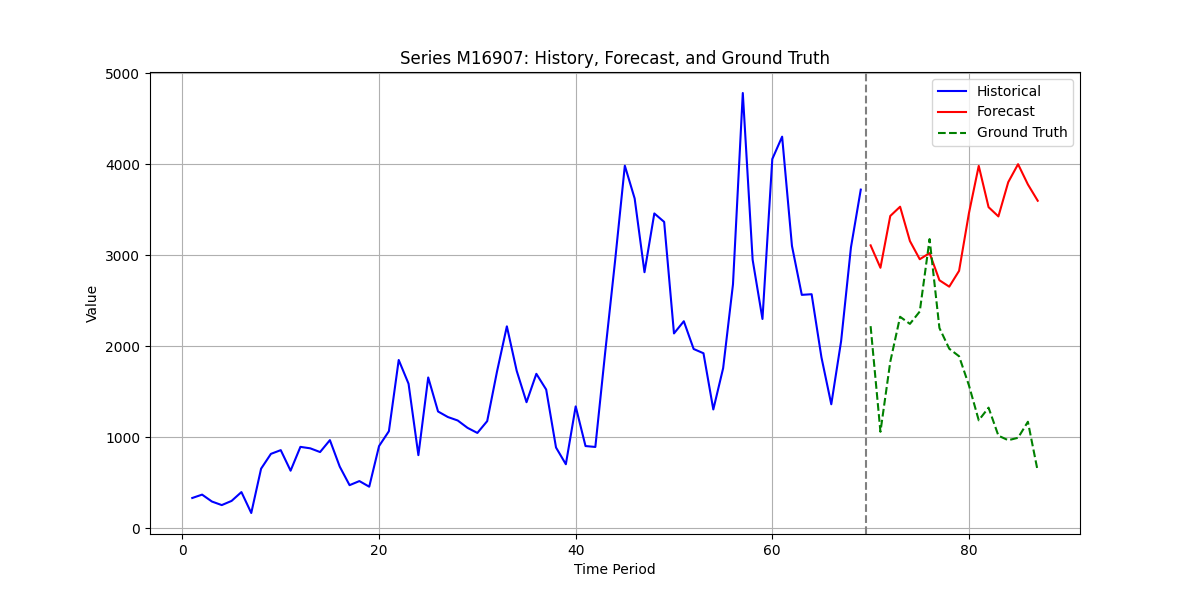 Series M16907: History, Forecast, and Ground Truth
5000
4000
3000
2000
1000
0
Value
0 20 40 60 80
Time Period
Historical
Forecast
Ground Truth